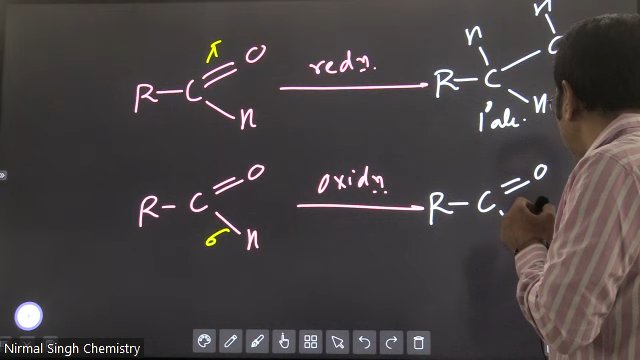 π O redn. H
R-C H R-C H 1° alc.
O oxidn. O
R-C H R-C
σ
Nirmal Singh Chemistry